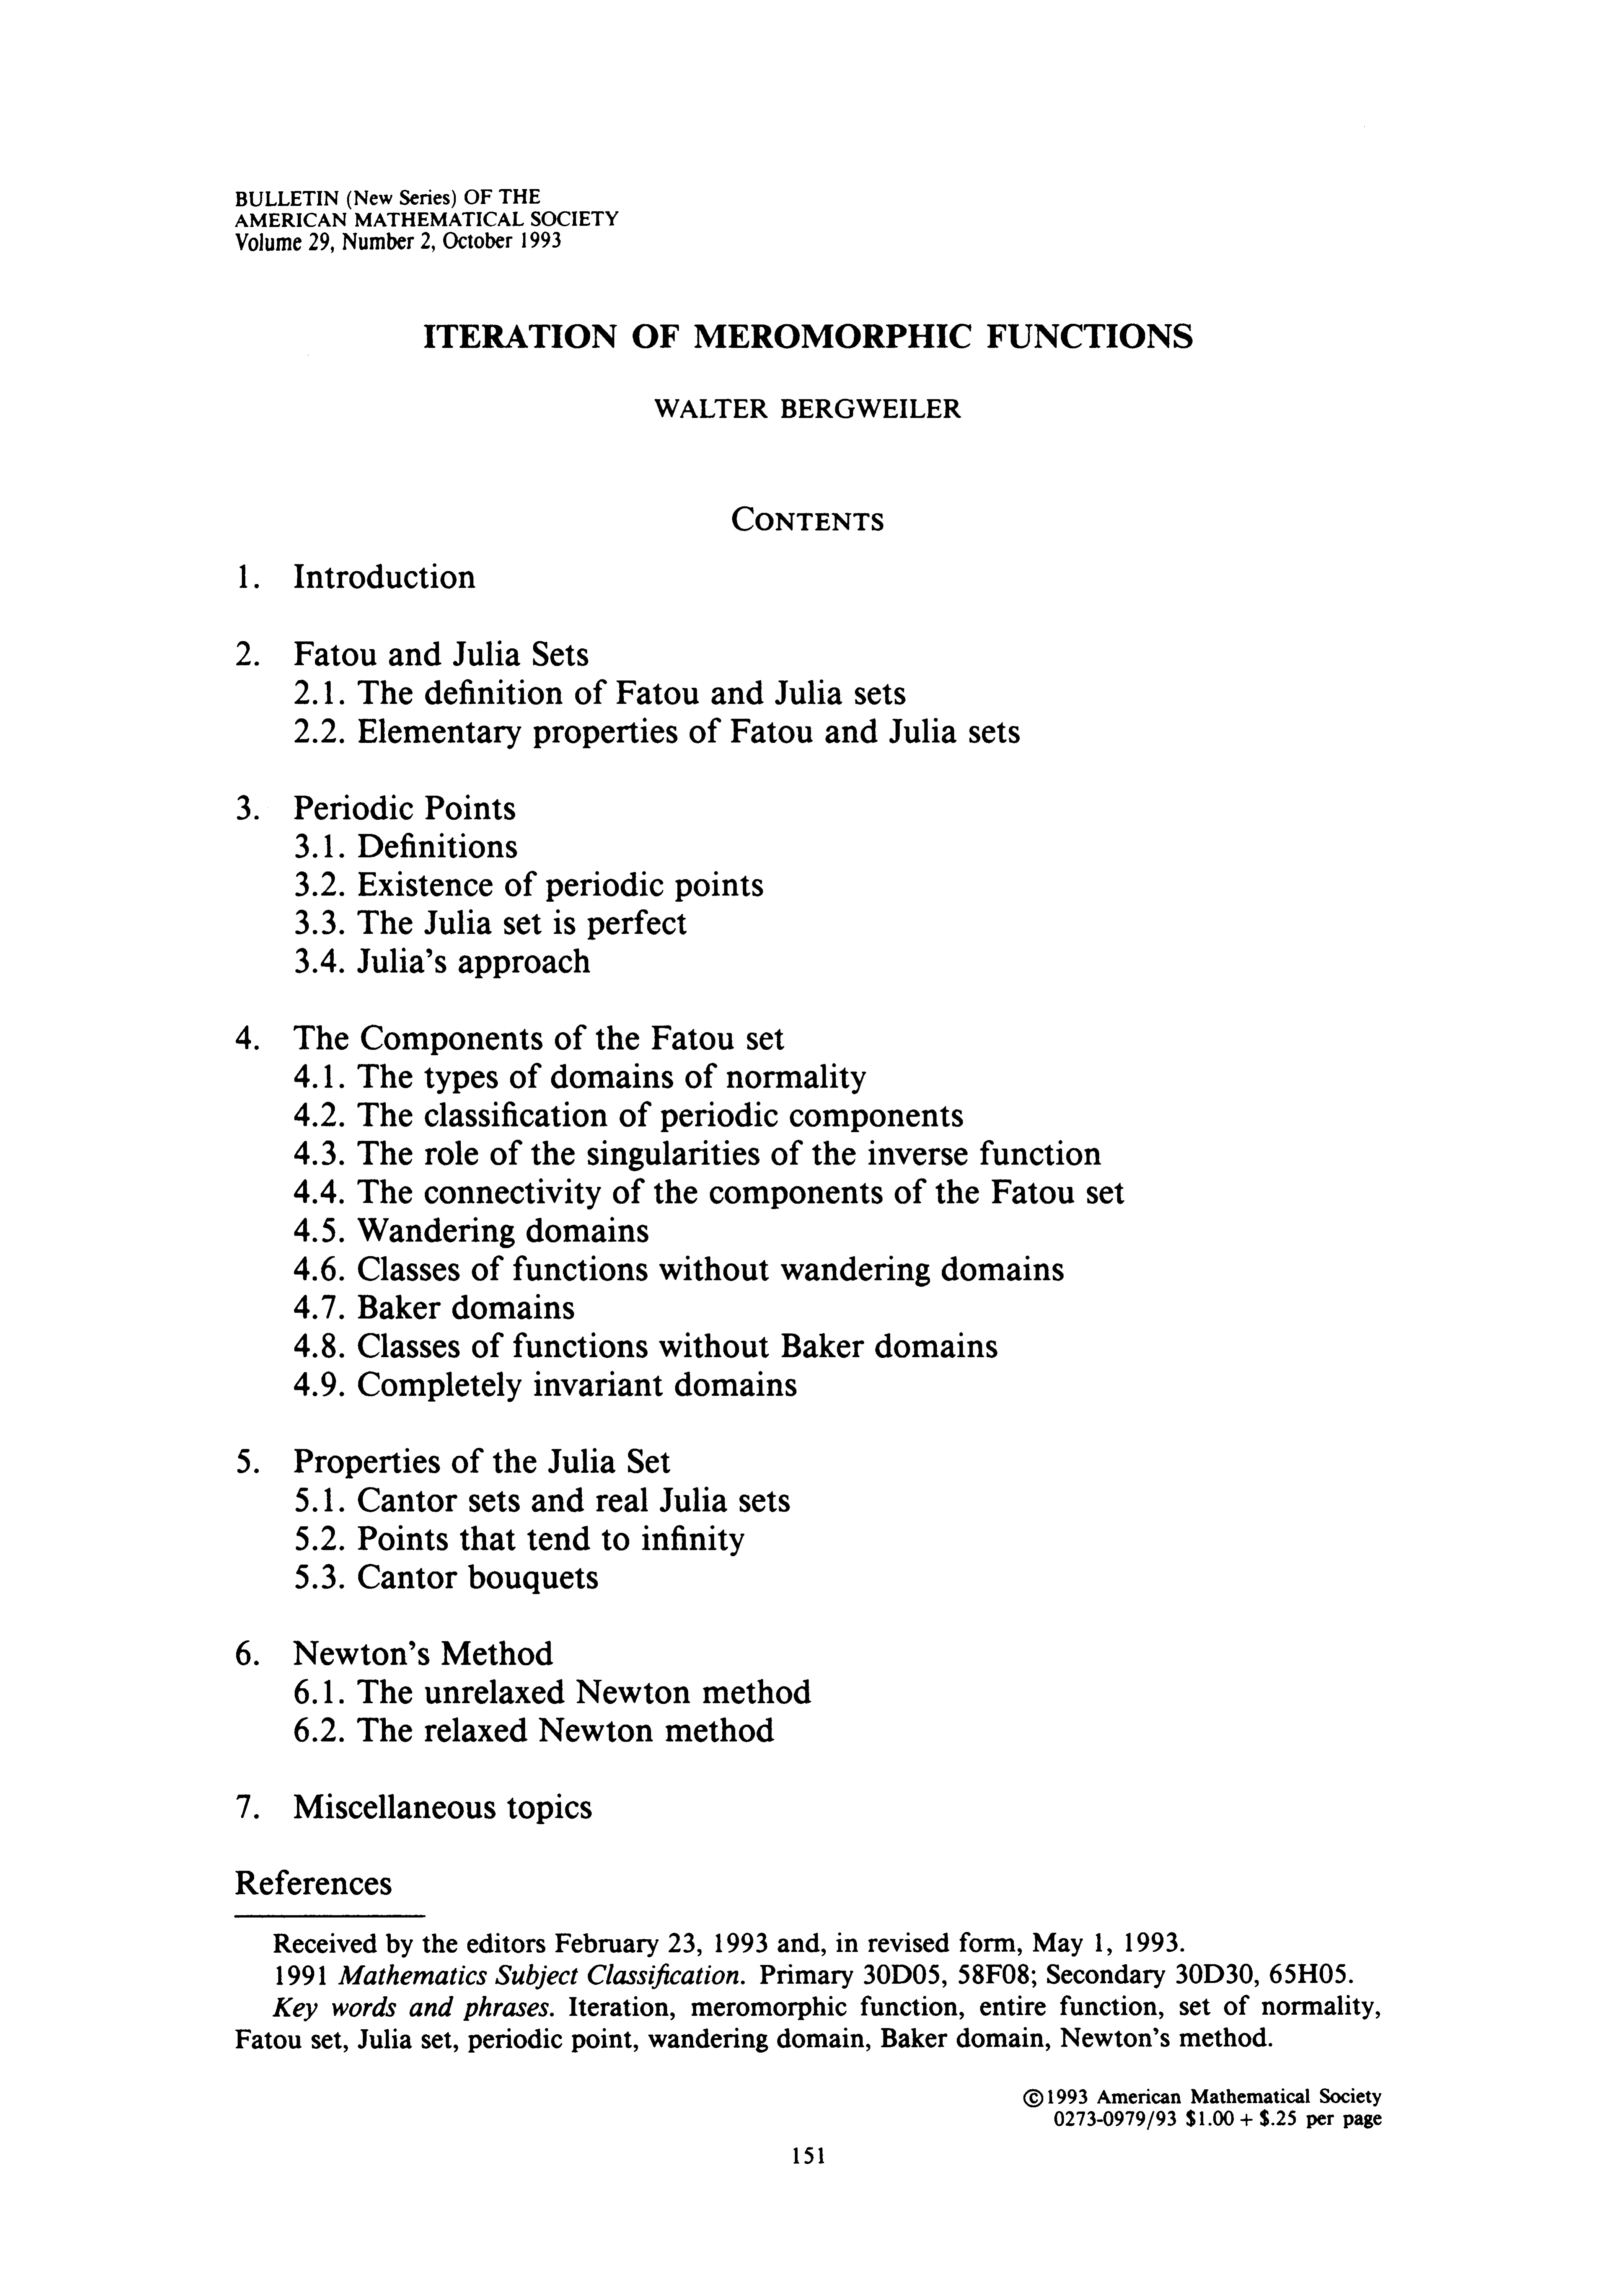 BULLETIN (New Series) OF THE
AMERICAN MATHEMATICAL SOCIETY
Volume 29, Number 2, October 1993
ITERATION OF MEROMORPHIC FUNCTIONS
WALTER BERGWEILER
CONTENTS
1. Introduction
2. Fatou and Julia Sets
2.1. The definition of Fatou and Julia sets
2.2. Elementary properties of Fatou and Julia sets
3. Periodic Points
3.1. Definitions
3.2. Existence of periodic points
3.3. The Julia set is perfect
3.4. Julia's approach
4. The Components of the Fatou set
4.1. The types of domains of normality
4.2. The classification of periodic components
4.3. The role of the singularities of the inverse function
4.4. The connectivity of the components of the Fatou set
4.5. Wandering domains
4.6. Classes of functions without wandering domains
4.7. Baker domains
4.8. Classes of functions without Baker domains
4.9. Completely invariant domains
5. Properties of the Julia Set
5.1. Cantor sets and real Julia sets
5.2. Points that tend to infinity
5.3. Cantor bouquets
6. Newton's Method
6.1. The unrelaxed Newton method
6.2. The relaxed Newton method
7. Miscellaneous topics
References
Received by the editors February 23, 1993 and, in revised form, May 1, 1993.
1991 Mathematics Subject Classification. Primary 30D05, 58F08; Secondary 30D30, 65H05.
Key words and phrases. Iteration, meromorphic function, entire function, set of normality,
Fatou set, Julia set, periodic point, wandering domain, Baker domain, Newton's method.
©1993 American Mathematical Society
0273-0979/93 $1.00 + $.25 per page
151